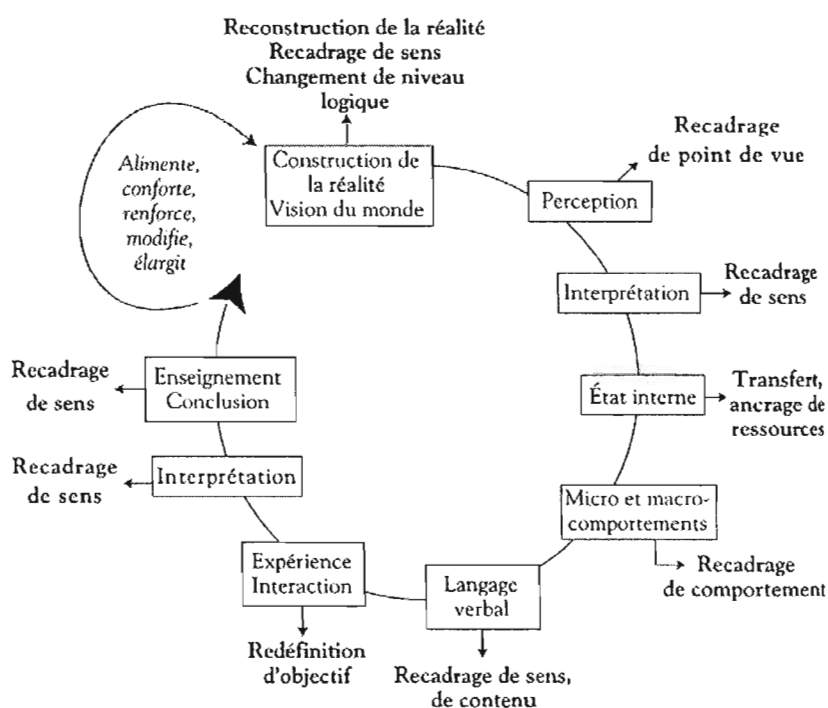 Reconstruction de la réalité
Recadrage de sens
Changement de niveau
logique
Construction de
la réalité
Vision du monde
Recadrage
de point de vue
Perception
Alimente,
conforte,
renforce,
modifie,
élargit
Interprétation
Recadrage
de sens
État interne
Transfert,
ancrage de
ressources
Micro et macro-
comportements
Recadrage
de comportement
Langage
verbal
Recadrage de sens,
de contenu
Expérience
Interaction
Redéfinition
d'objectif
Interprétation
Recadrage
de sens
Enseignement
Conclusion
Recadrage
de sens